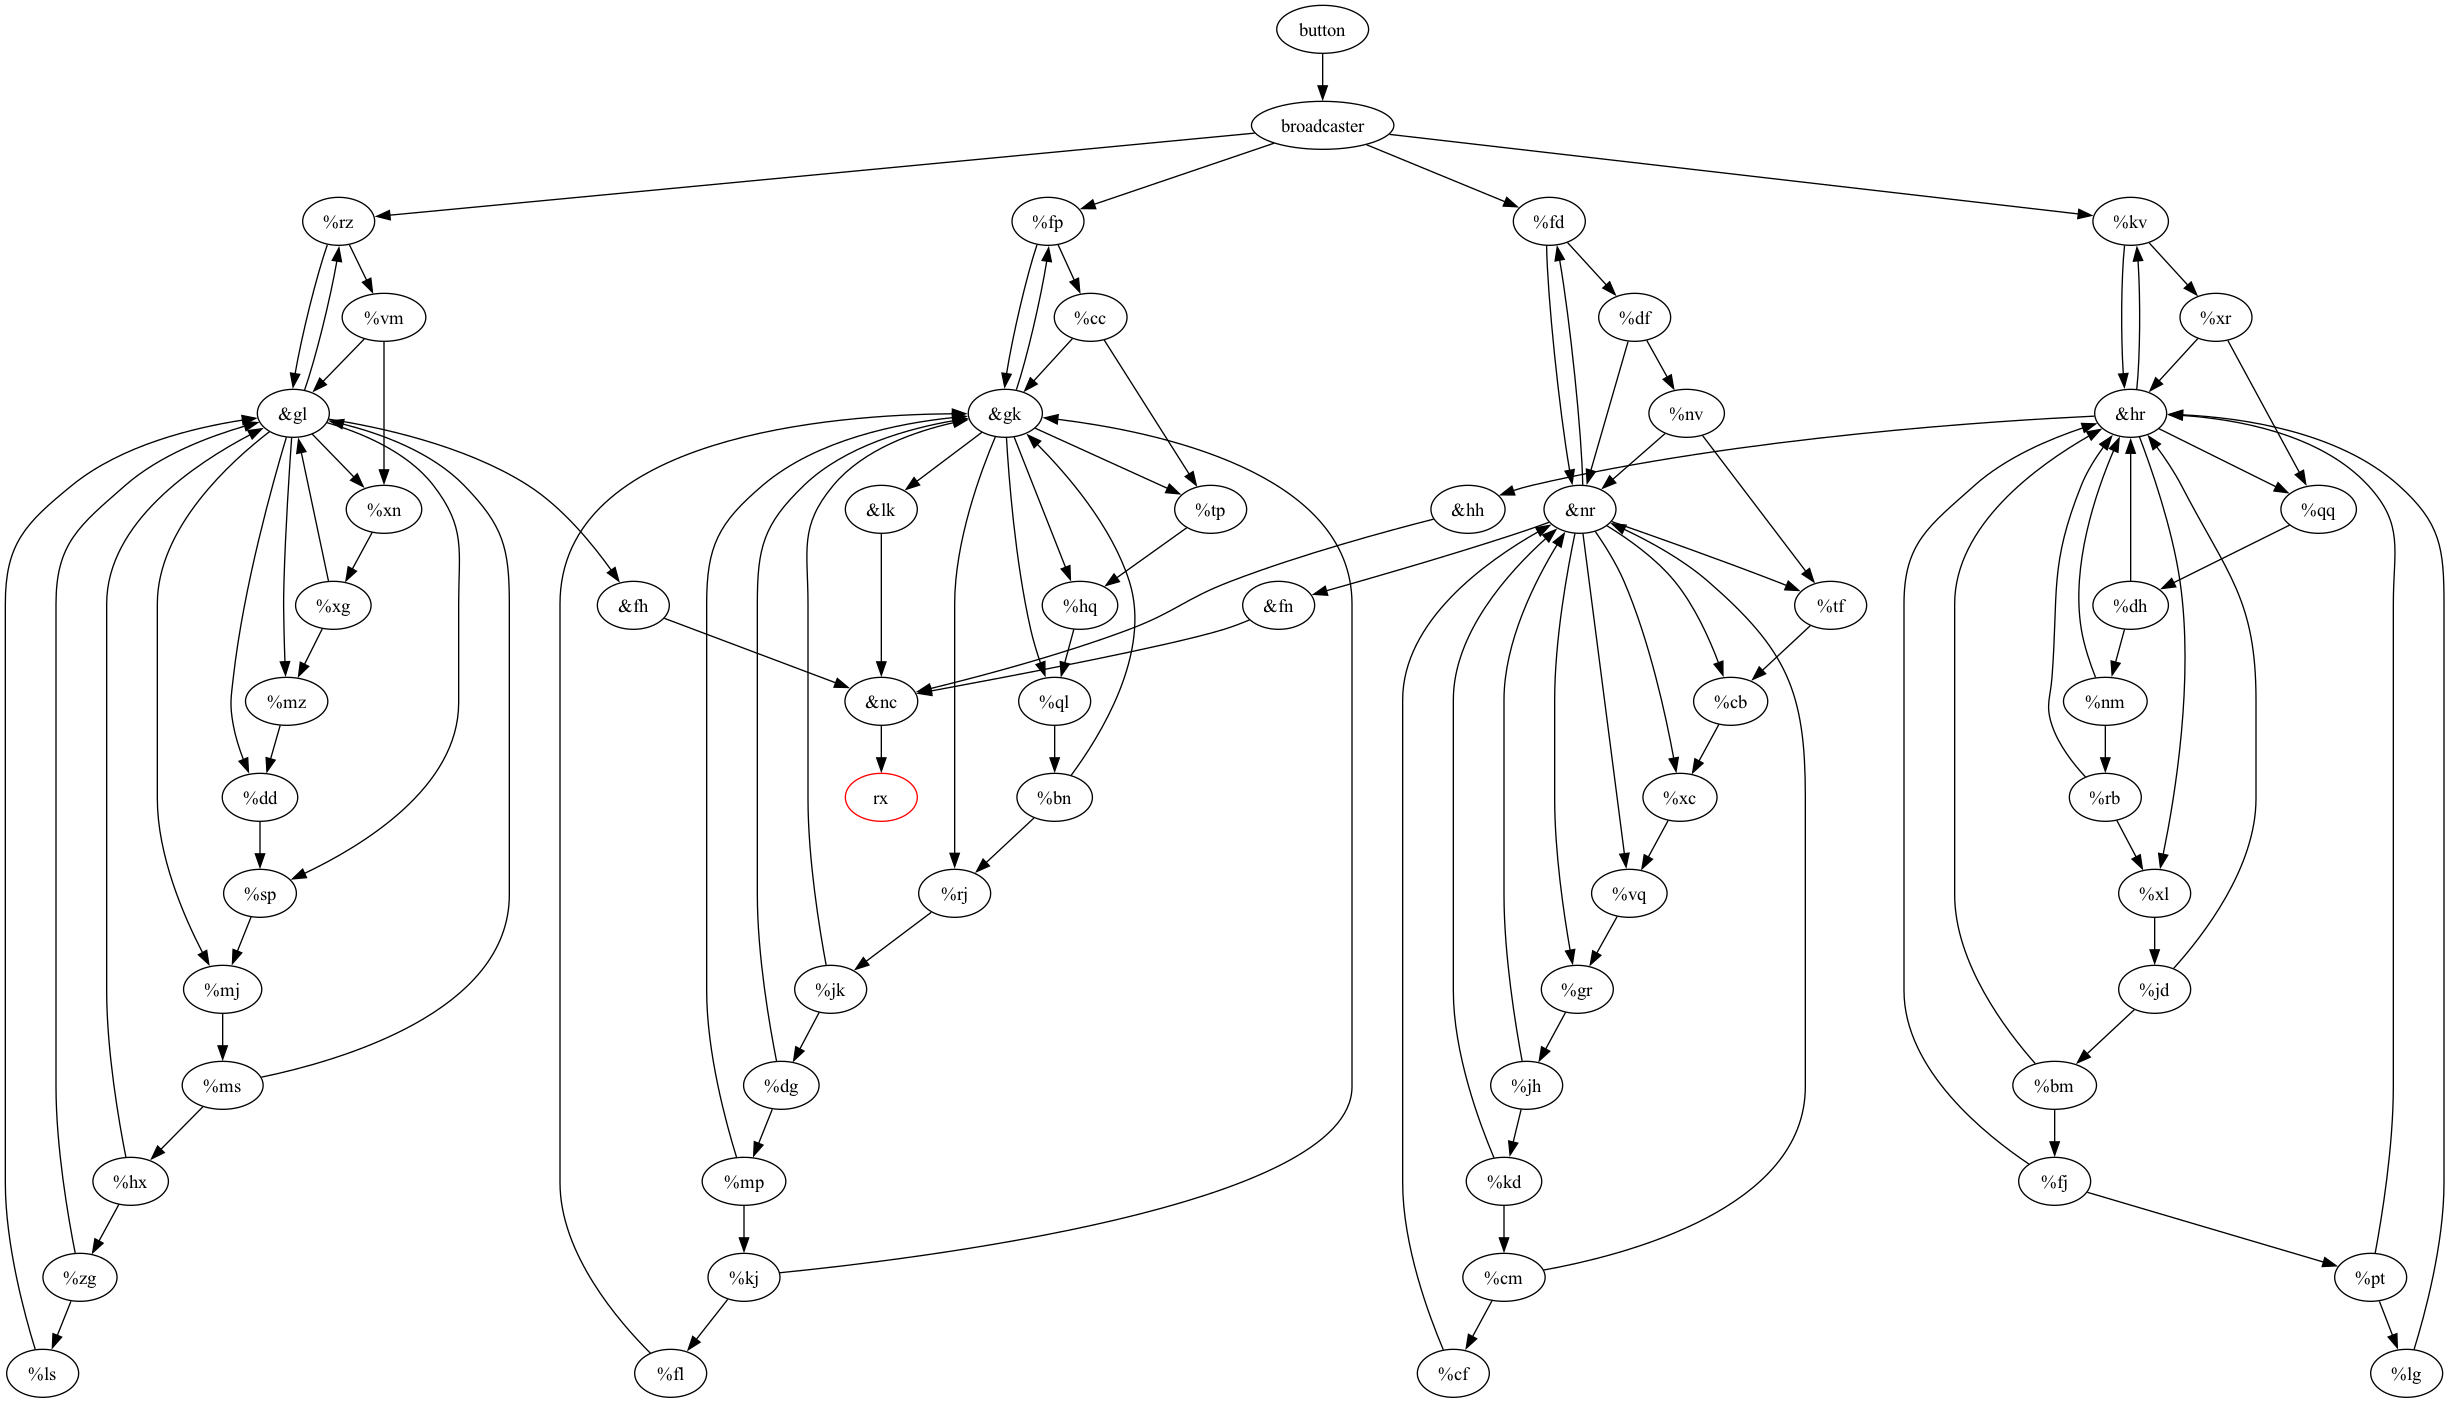 button
broadcaster
%rz
%fp
%fd
%kv
%vm
%cc
%df
%xr
&gl
&gk
%nv
&hr
%xn
&lk
%tp
&hh
&nr
%qq
%xg
&fh
%hq
&fn
%tf
%dh
%mz
&nc
%ql
%cb
%nm
%dd
rx
%bn
%xc
%rb
%sp
%rj
%vq
%xl
%mj
%jk
%gr
%jd
%ms
%dg
%jh
%bm
%hx
%mp
%kd
%fj
%zg
%kj
%cm
%pt
%ls
%fl
%cf
%lg